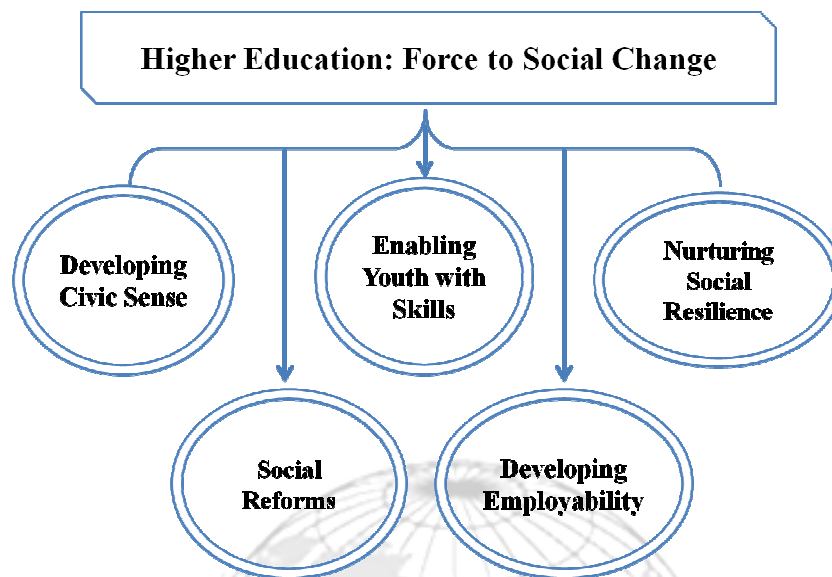 Higher Education: Force to Social Change
Developing
Civic Sense
Enabling
Youth with
Skills
Nurturing
Social
Resilience
Social
Reforms
Developing
Employability